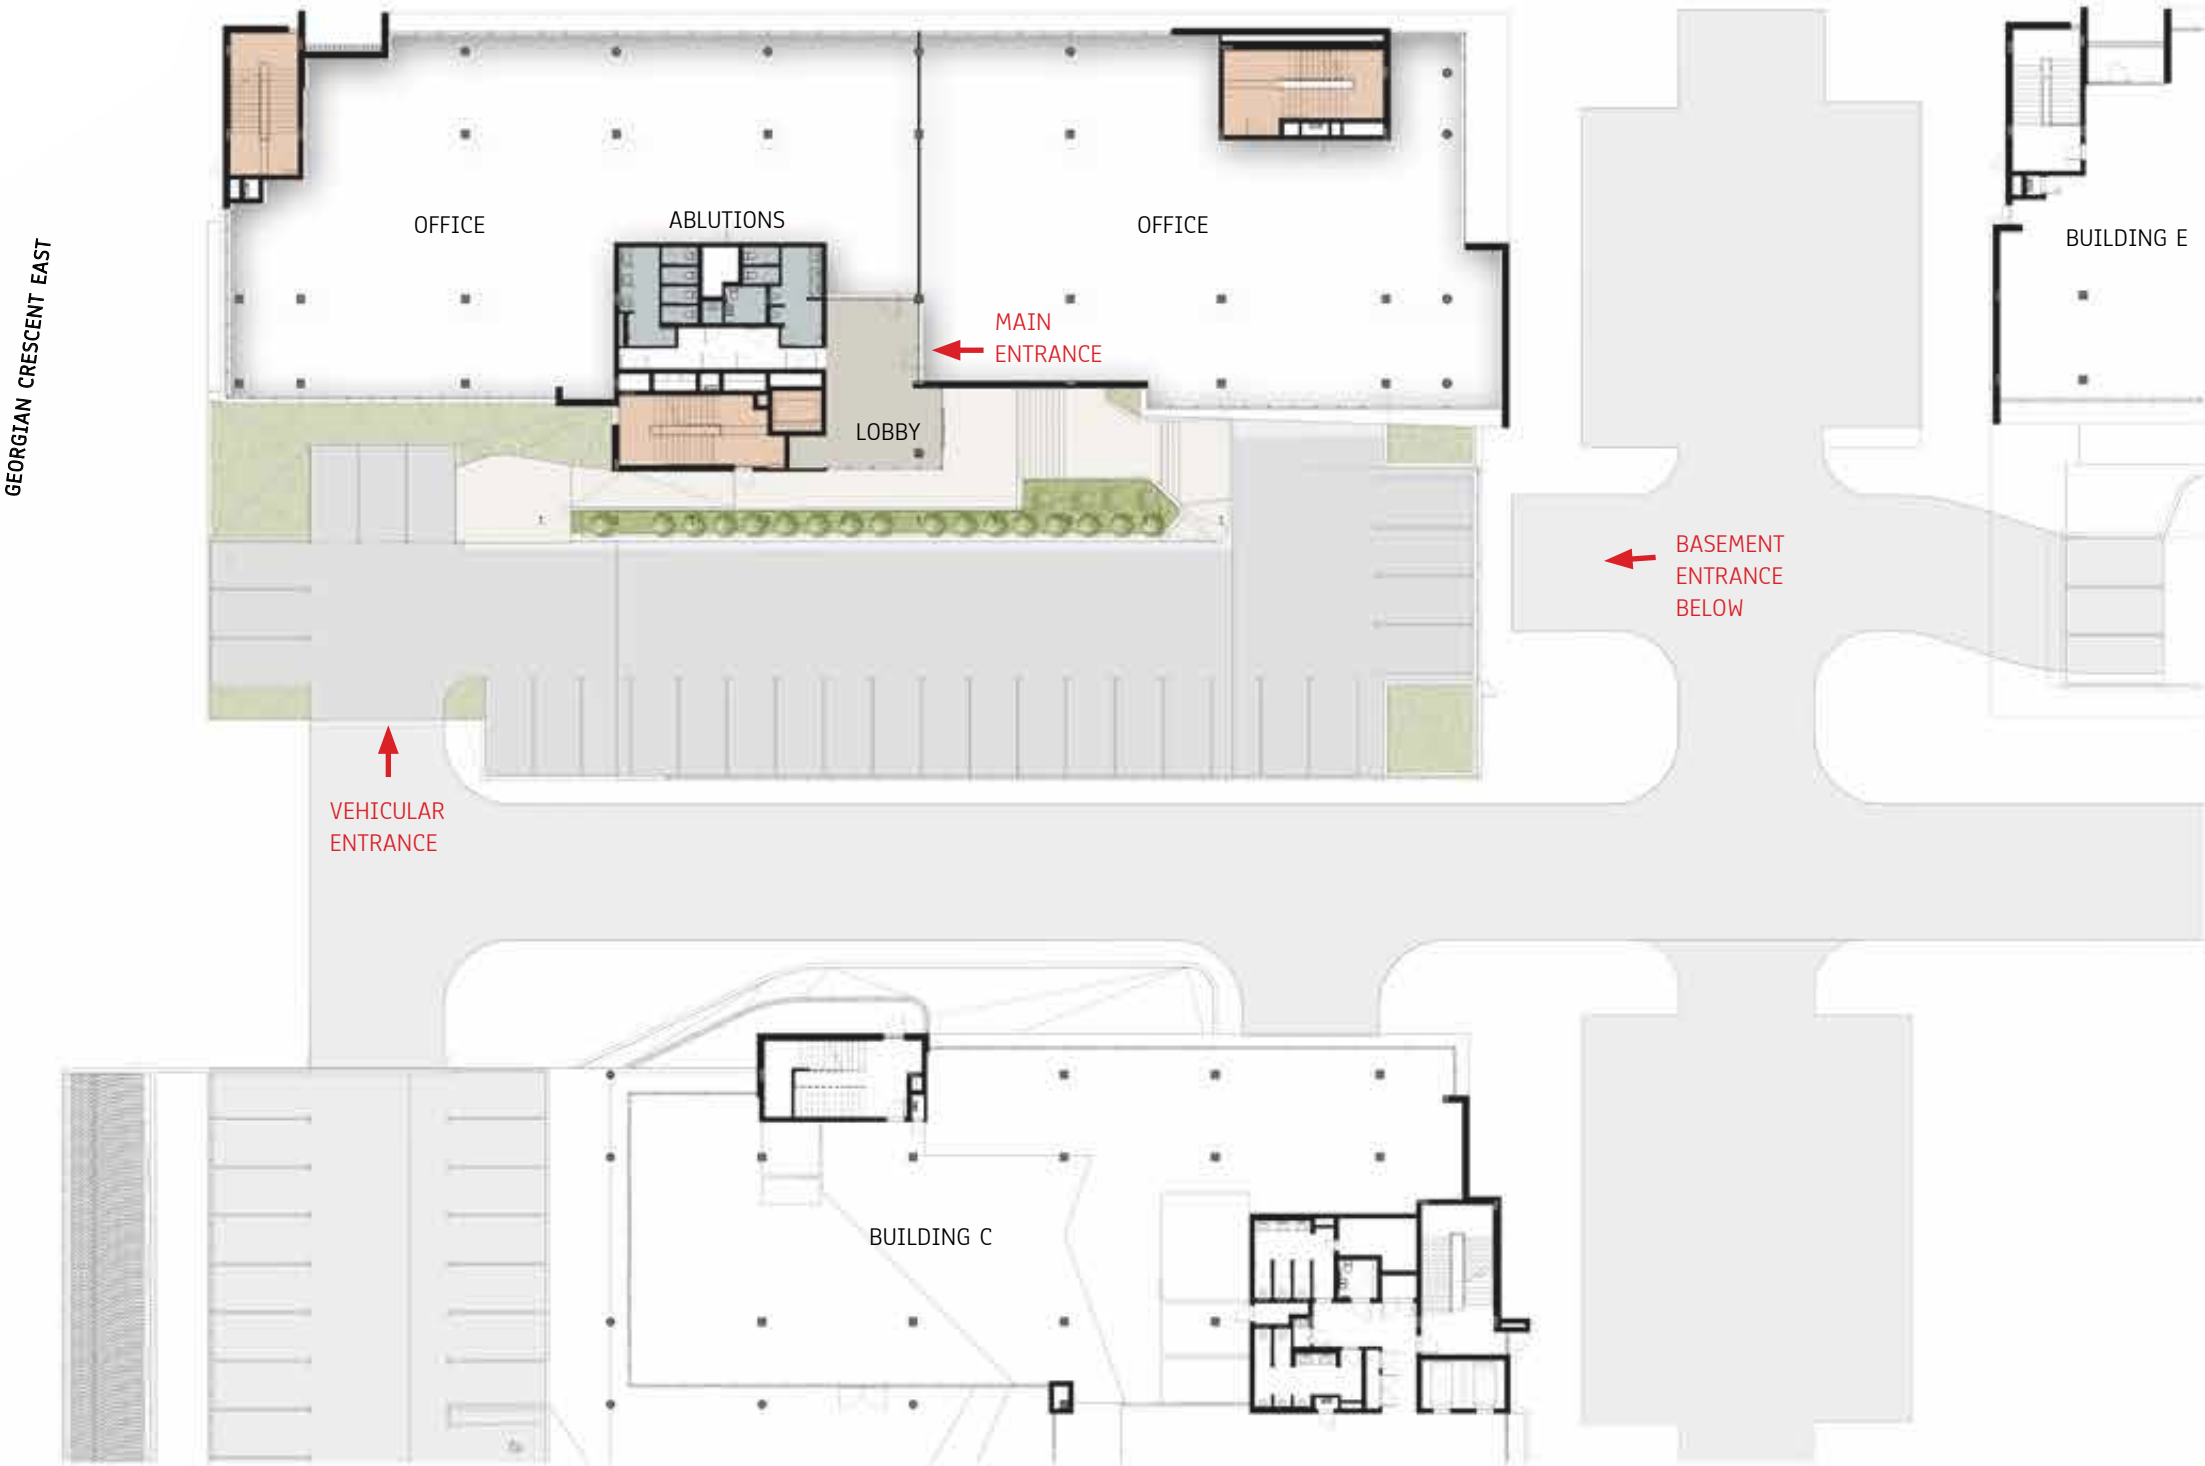 OFFICE
ABLUTIONS
OFFICE
BUILDING E
GEORGIAN CRESCENT EAST
MAIN
ENTRANCE
LOBBY
BASEMENT
ENTRANCE
BELOW
VEHICULAR
ENTRANCE
BUILDING C